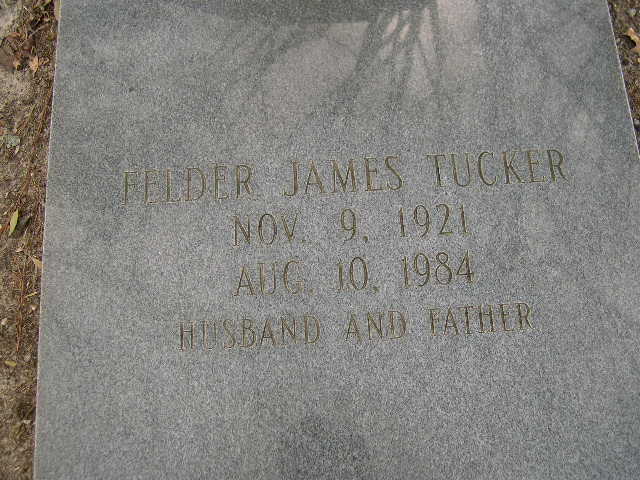 FELDER JAMES TUCKER
NOV. 9, 1921
AUG. 10, 1984
HUSBAND AND FATHER